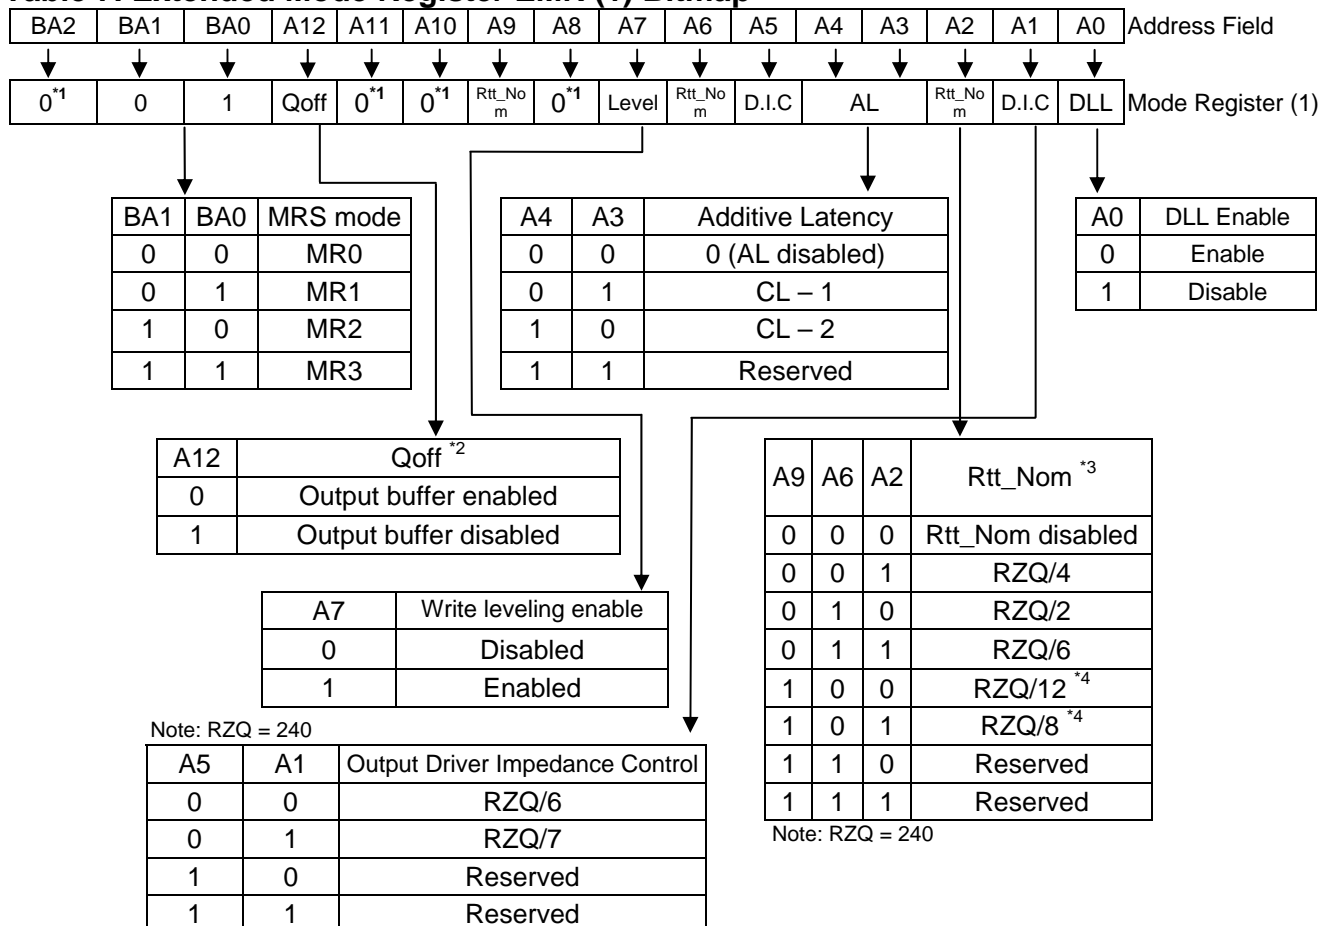 Table 7. Extended Mode Register EMR (1) Bitmap
BA2 BA1 BA0 A12 A11 A10 A9 A8 A7 A6 A5 A4 A3 A2 A1 A0 Address Field
0*1 0 1 Qoff 0*1 0*1 Rtt_Nom 0*1 Level Rtt_Nom D.I.C AL Rtt_Nom D.I.C DLL Mode Register (1)
BA1 BA0 MRS mode
0 0 MR0
0 1 MR1
1 0 MR2
1 1 MR3
A4 A3 Additive Latency
0 0 0 (AL disabled)
0 1 CL – 1
1 0 CL – 2
1 1 Reserved
A0 DLL Enable
0 Enable
1 Disable
A12 Qoff *2
0 Output buffer enabled
1 Output buffer disabled
A9 A6 A2 Rtt_Nom *3
0 0 0 Rtt_Nom disabled
0 0 1 RZQ/4
0 1 0 RZQ/2
0 1 1 RZQ/6
1 0 0 RZQ/12 *4
1 0 1 RZQ/8 *4
1 1 0 Reserved
1 1 1 Reserved
Note: RZQ = 240
A7 Write leveling enable
0 Disabled
1 Enabled
Note: RZQ = 240
A5 A1 Output Driver Impedance Control
0 0 RZQ/6
0 1 RZQ/7
1 0 Reserved
1 1 Reserved